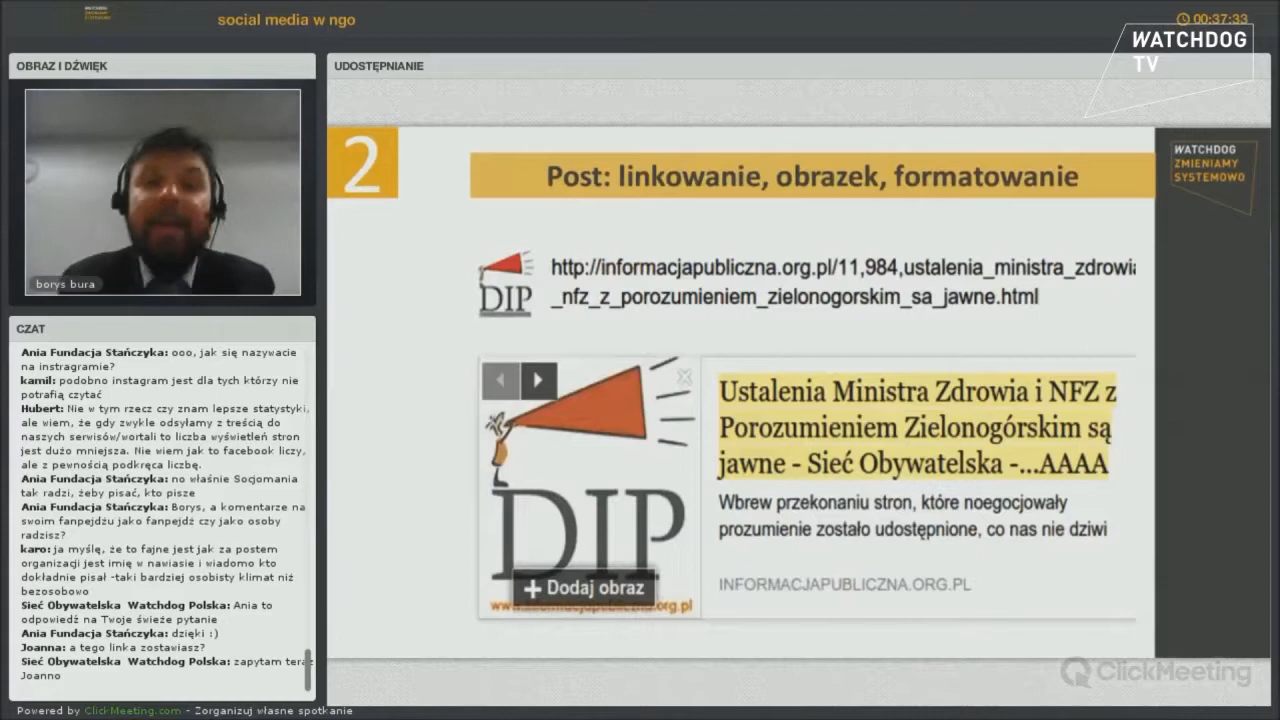 WATCHDOG
ZMIENIAMY
SYSTEMOWO
social media w ngo
00:37:33
WATCHDOG
TV
OBRAZ I DŹWIĘK
borys bura
CZAT
Ania Fundacja Stańczyka: ooo, jak się nazywacie
na instragramie?
kamil: podobno instagram jest dla tych którzy nie
potrafią czytać
Hubert: Nie w tym rzecz czy znam lepsze statystyki,
ale wiem, że gdy zwykle odsyłamy z treścią do
naszych serwisów/wortali to liczba wyświetleń stron
jest dużo mniejsza. Nie wiem jak to facebook liczy,
ale z pewnością podkręca liczbę.
Ania Fundacja Stańczyka: no właśnie Socjomania
tak radzi, żeby pisać, kto pisze
Ania Fundacja Stańczyka: Borys, a komentarze na
swoim fanpejdżu jako fanpejdż czy jako osoby
radzisz?
karo: ja myślę, że to fajne jest jak za postem
organizacji jest imię w nawiasie i wiadomo kto
dokładnie pisał -taki bardziej osobisty klimat niż
bezosobowo
Sieć Obywatelska Watchdog Polska: Ania to
odpowiedź na Twoje świeże pytanie
Ania Fundacja Stańczyka: dzięki :)
Joanna: a tego linka zostawiasz?
Sieć Obywatelska Watchdog Polska: zapytam teraz
Joanno
Powered by ClickMeeting.com - Zorganizuj własne spotkanie
UDOSTĘPNIANIE
2
Post: linkowanie, obrazek, formatowanie
WATCHDOG
ZMIENIAMY
SYSTEMOWO
DIP
http://informacjapubliczna.org.pl/11,984,ustalenia_ministra_zdrowia
_nfz_z_porozumieniem_zielonogorskim_sa_jawne.html
DIP
+ Dodaj obraz
www.informacjapubliczna.org.pl
Ustalenia Ministra Zdrowia i NFZ z
Porozumieniem Zielonogórskim są
jawne - Sieć Obywatelska -...AAAA
Wbrew przekonaniu stron, które noegocjowały
prozumienie zostało udostępnione, co nas nie dziwi
INFORMACJAPUBLICZNA.ORG.PL
ClickMeeting